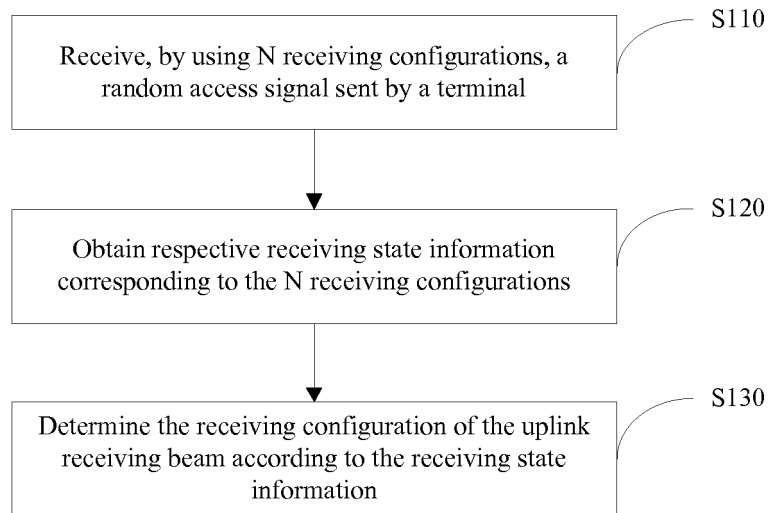 S110
Receive, by using N receiving configurations, a
random access signal sent by a terminal
S120
Obtain respective receiving state information
corresponding to the N receiving configurations
S130
Determine the receiving configuration of the uplink
receiving beam according to the receiving state
information